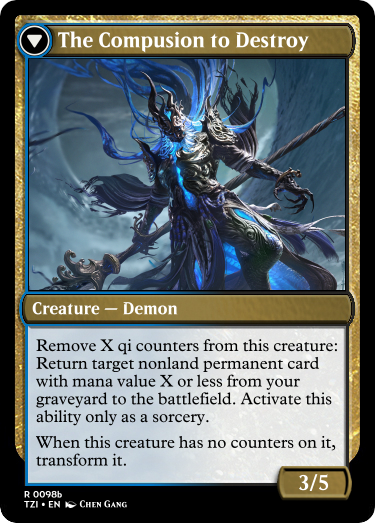 The Compusion to Destroy
Creature — Demon
Remove X qi counters from this creature:
Return target nonland permanent card
with mana value X or less from your
graveyard to the battlefield. Activate this
ability only as a sorcery.
When this creature has no counters on it,
transform it.
3/5
R 0098b
TZI • EN Chen Gang